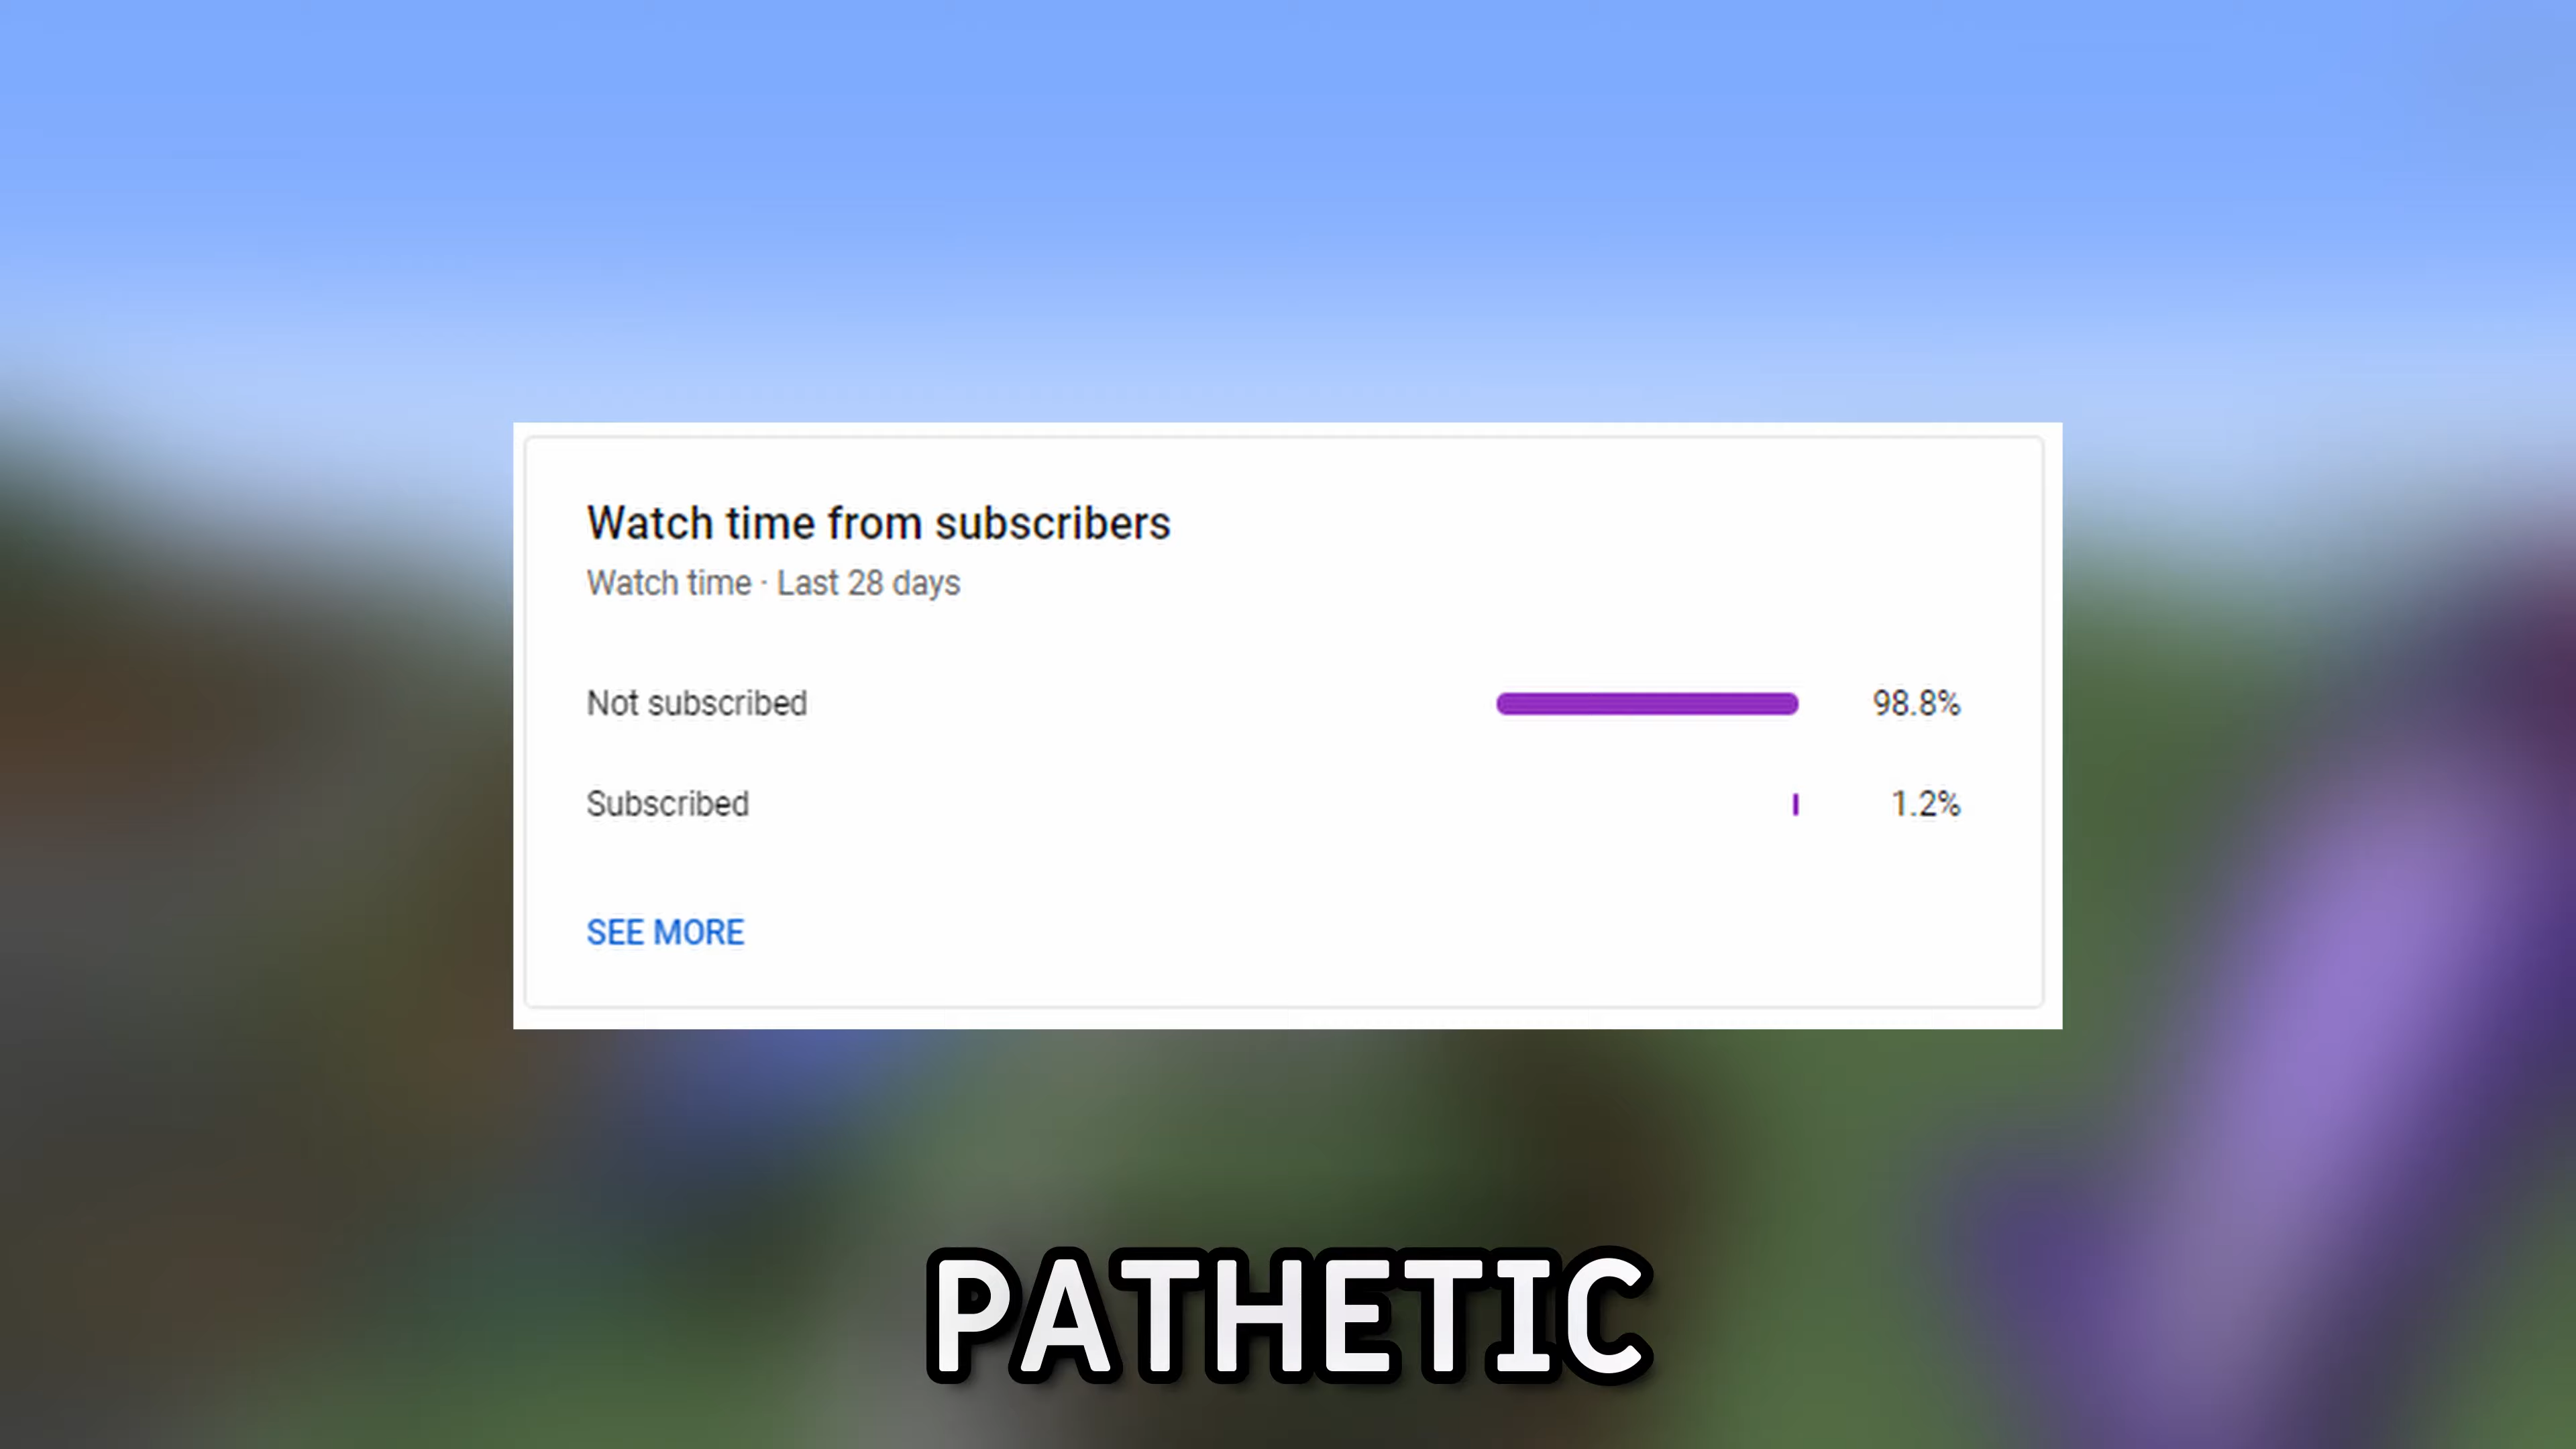 Watch time from subscribers
Watch time · Last 28 days
Not subscribed 98.8%
Subscribed 1.2%
SEE MORE
PATHETIC